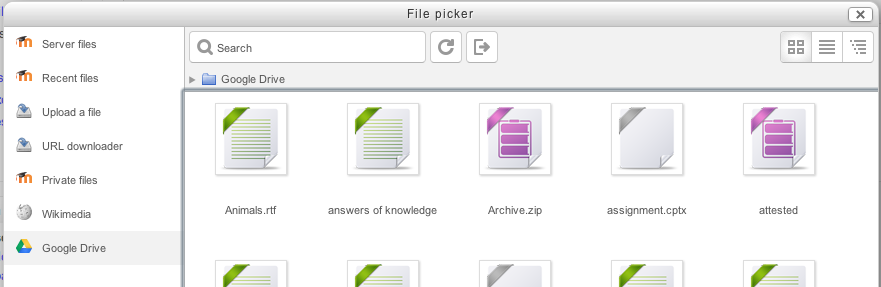 File picker
Server files
Recent files
Upload a file
URL downloader
Private files
Wikimedia
Google Drive
Search
Google Drive
Animals.rtf
answers of knowledge
Archive.zip
assignment.cptx
attested